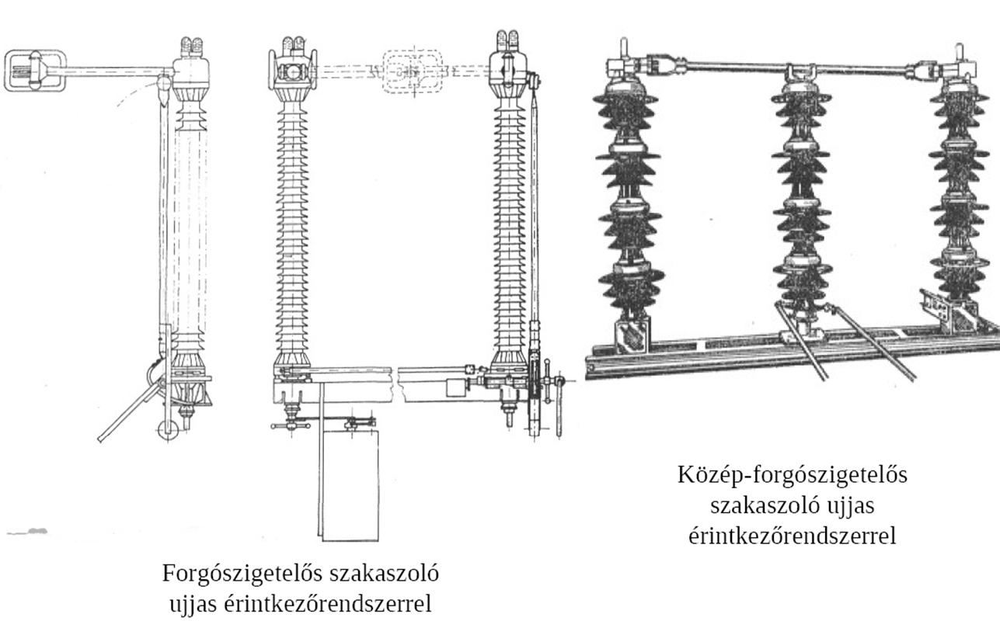 Közép-forgószigetelős
szakaszoló ujjas
érintkezőrendszerrel
Forgószigetelős szakaszoló
ujjas érintkezőrendszerrel